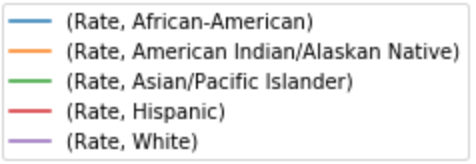 (Rate, African-American)
(Rate, American Indian/Alaskan Native)
(Rate, Asian/Pacific Islander)
(Rate, Hispanic)
(Rate, White)